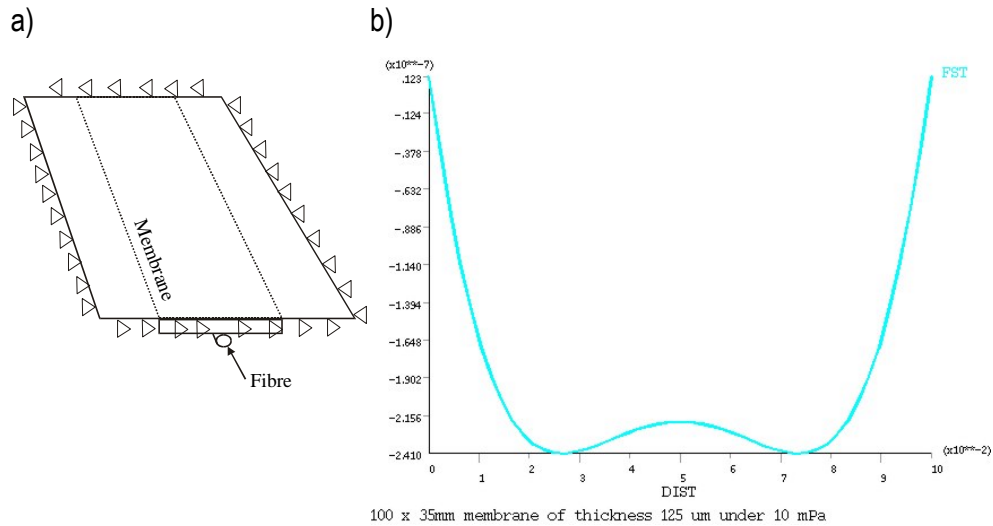 a)
b)
Membrane
Fibre
(x10**-7)
.123
-.124
-.378
-.632
-.886
-1.140
-1.394
-1.648
-1.902
-2.156
-2.410
FST
0 1 2 3 4 5 6 7 8 9 10
(x10**-2)
DIST
100 x 35mm membrane of thickness 125 um under 10 mPa